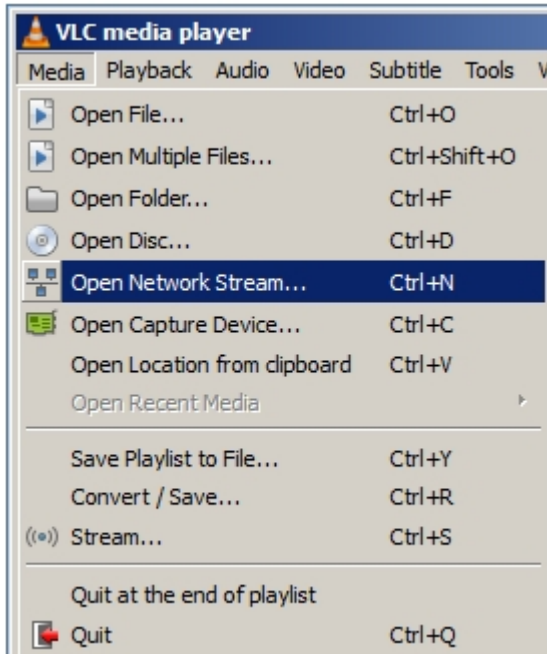 VLC media player
Media Playback Audio Video Subtitle Tools
Open File... Ctrl+O
Open Multiple Files... Ctrl+Shift+O
Open Folder... Ctrl+F
Open Disc... Ctrl+D
Open Network Stream... Ctrl+N
Open Capture Device... Ctrl+C
Open Location from clipboard Ctrl+V
Open Recent Media
Save Playlist to File... Ctrl+Y
Convert / Save... Ctrl+R
Stream... Ctrl+S
Quit at the end of playlist
Quit Ctrl+Q